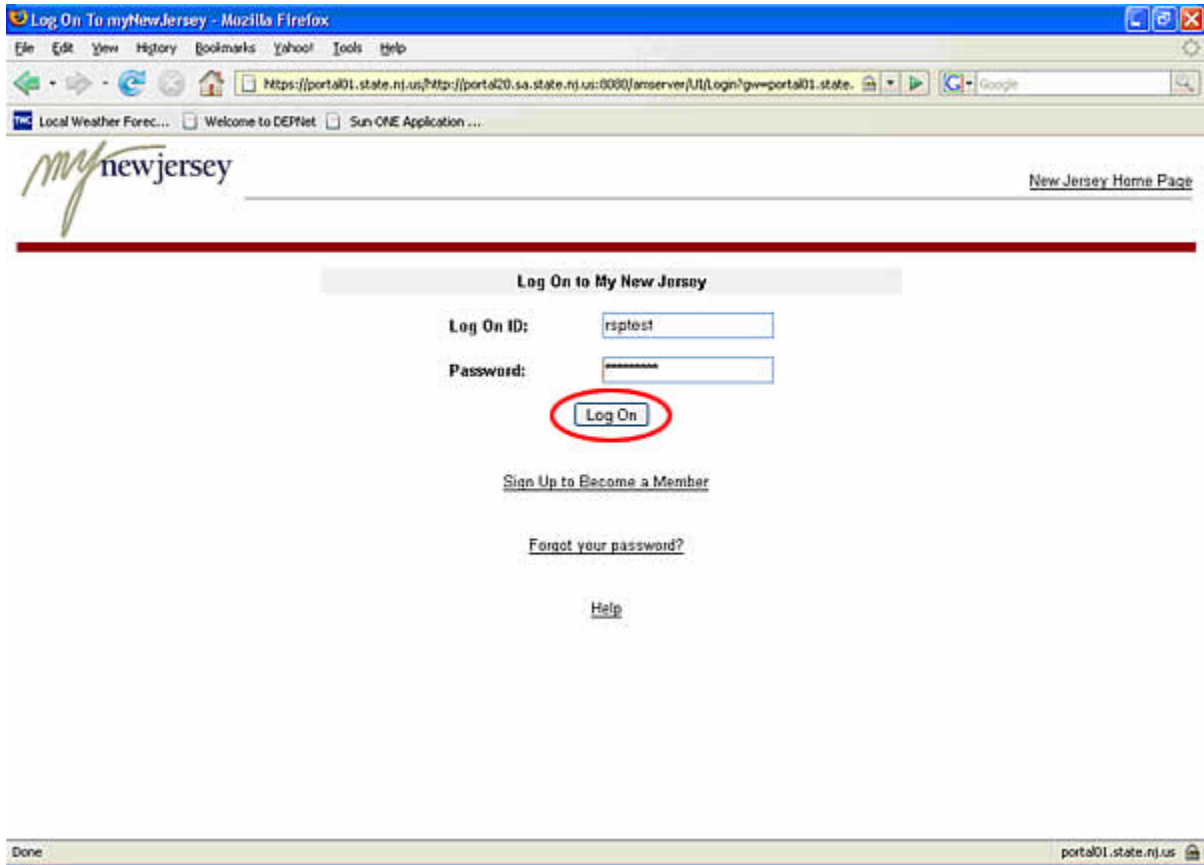 Log On To myNewJersey - Mozilla Firefox
File Edit View History Bookmarks Yahoo! Tools Help
https://portal01.state.nj.us/http://portal20.sa.state.nj.us:8080/amserver/UI/Login?gw=portal01.state.
G Google
TWC Local Weather Forec... Welcome to DEPNet Sun ONE Application ...
my newjersey
New Jersey Home Page
Log On to My New Jersey
Log On ID: rsptest
Password: *********
Log On
Sign Up to Become a Member
Forgot your password?
Help
Done portal01.state.nj.us